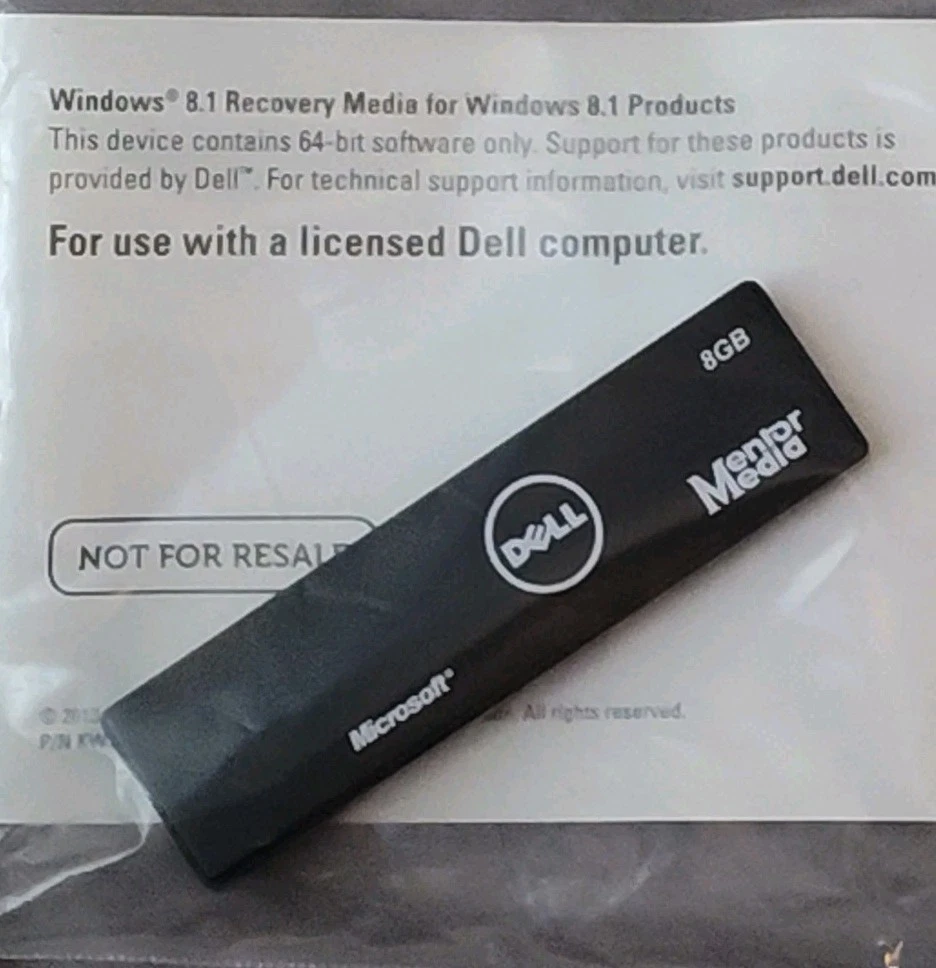 Windows® 8.1 Recovery Media for Windows 8.1 Products
This device contains 64-bit software only. Support for these products is
provided by Dell™. For technical support information, visit support.dell.com
For use with a licensed Dell computer.
8GB
Mentor
Media
DELL
NOT FOR RESALE
Microsoft®
© 2013
All rights reserved.
P/N